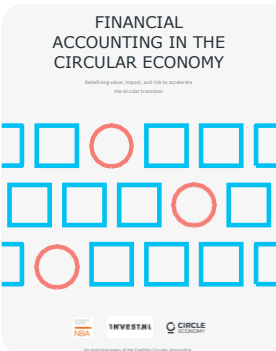 FINANCIAL
ACCOUNTING IN THE
CIRCULAR ECONOMY
Redefining value, impact, and risk to accelerate
the circular transition
NBA
INVEST.NL
CIRCLE
ECONOMY
An overview paper of the Coalition Circular Accounting